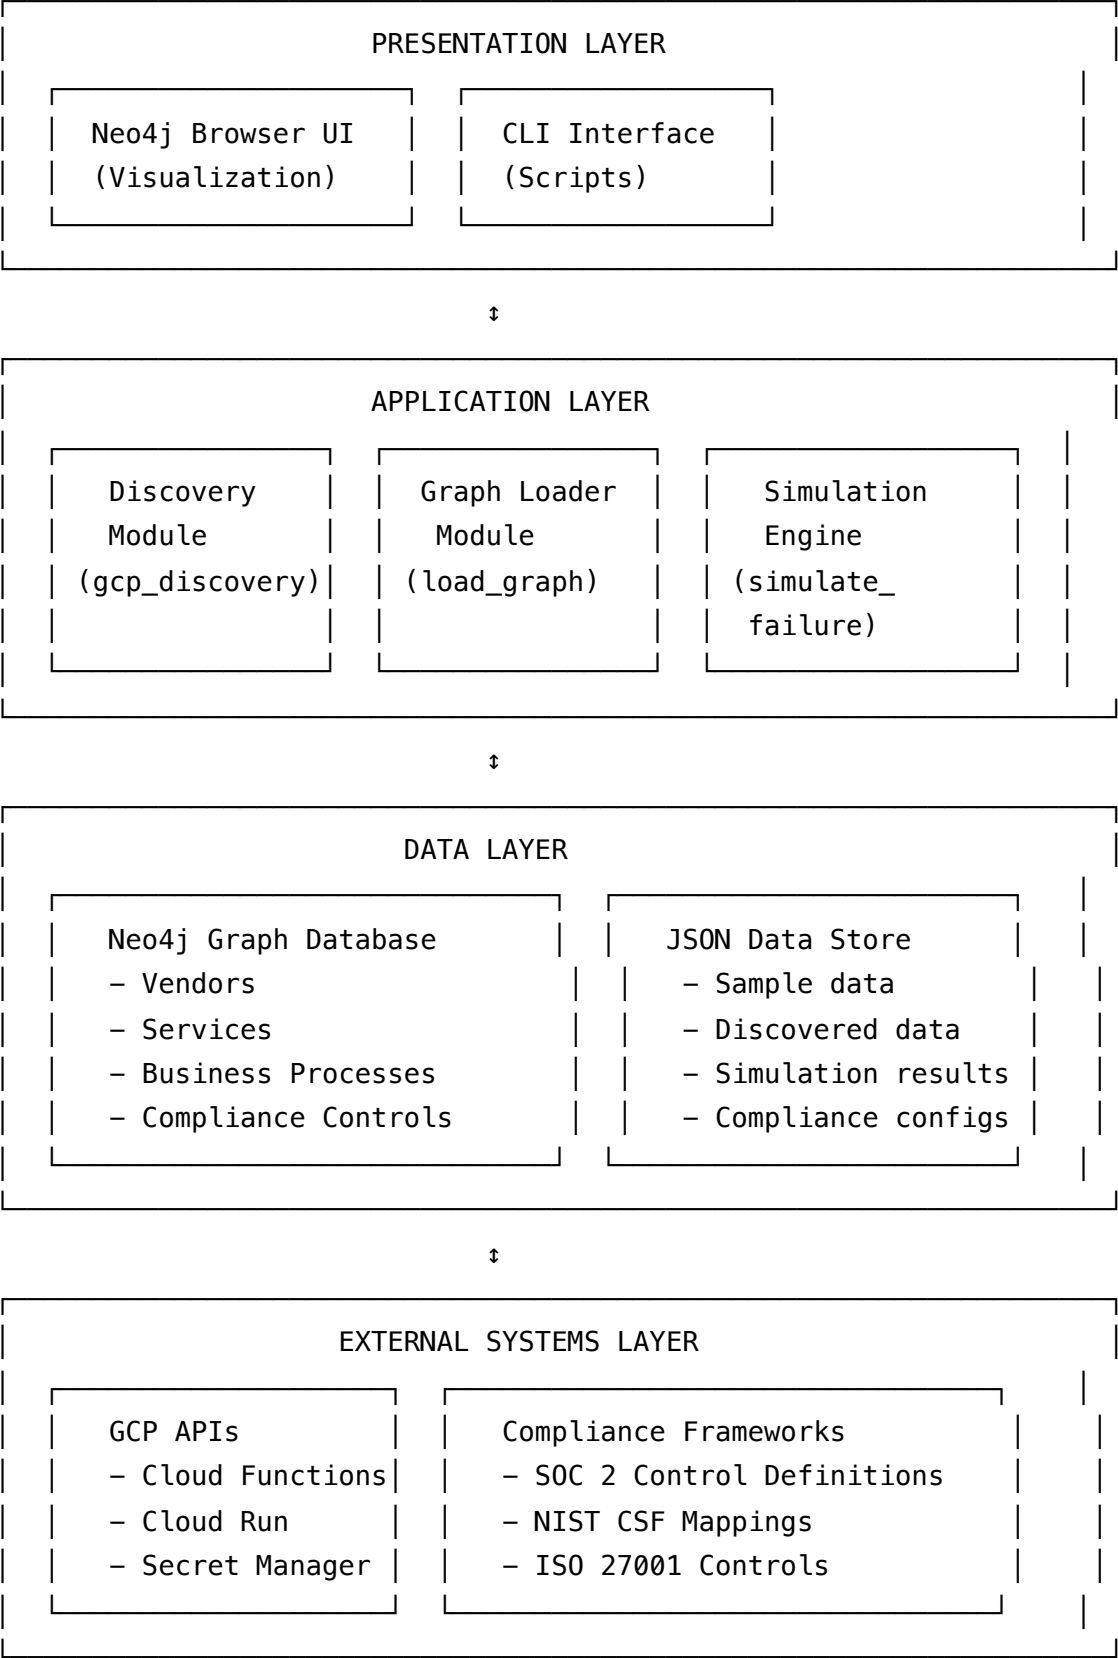 PRESENTATION LAYER
Neo4j Browser UI
(Visualization)
CLI Interface
(Scripts)
↕
APPLICATION LAYER
Discovery
Module
(gcp_discovery)
Graph Loader
Module
(load_graph)
Simulation
Engine
(simulate_
failure)
↕
DATA LAYER
Neo4j Graph Database
- Vendors
- Services
- Business Processes
- Compliance Controls
JSON Data Store
- Sample data
- Discovered data
- Simulation results
- Compliance configs
↕
EXTERNAL SYSTEMS LAYER
GCP APIs
- Cloud Functions
- Cloud Run
- Secret Manager
Compliance Frameworks
- SOC 2 Control Definitions
- NIST CSF Mappings
- ISO 27001 Controls